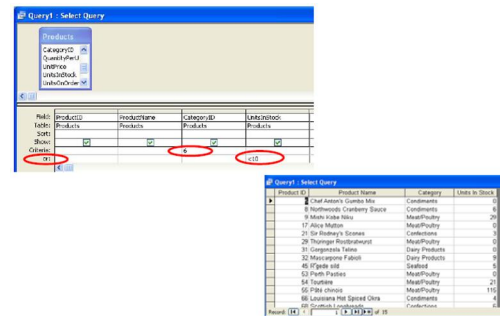 Query1 : Select Query
Products
CategoryID
QuantityPerU
UnitPrice
UnitsInStock
UnitsOnOrder
Field: ProductID ProductName CategoryID UnitsInStock
Table: Products Products Products Products
Sort:
Show:
Criteria: 6
or: <10
Query1 : Select Query
Product ID Product Name Category Units In Stock
Chef Anton's Gumbo Mix Condiments 0
8 Northwoods Cranberry Sauce Condiments 6
9 Mishi Kobe Niku Meat/Poultry 29
17 Alice Mutton Meat/Poultry 0
21 Sir Rodney's Scones Confections 3
29 Thüringer Rostbratwurst Meat/Poultry 0
31 Gorgonzola Telino Dairy Products 0
32 Mascarpone Fabioli Dairy Products 9
45 Røgede sild Seafood 5
53 Perth Pasties Meat/Poultry 0
54 Tourtière Meat/Poultry 21
55 Pâté chinois Meat/Poultry 115
66 Louisiana Hot Spiced Okra Condiments 4
68 Scottish Longbreads Confections
Record: 1 of 15